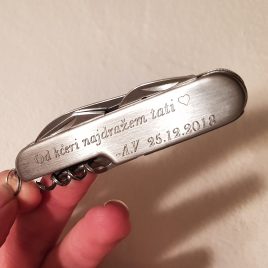 Od kćeri najdražem tati ♡
-A.V 25.12.2018